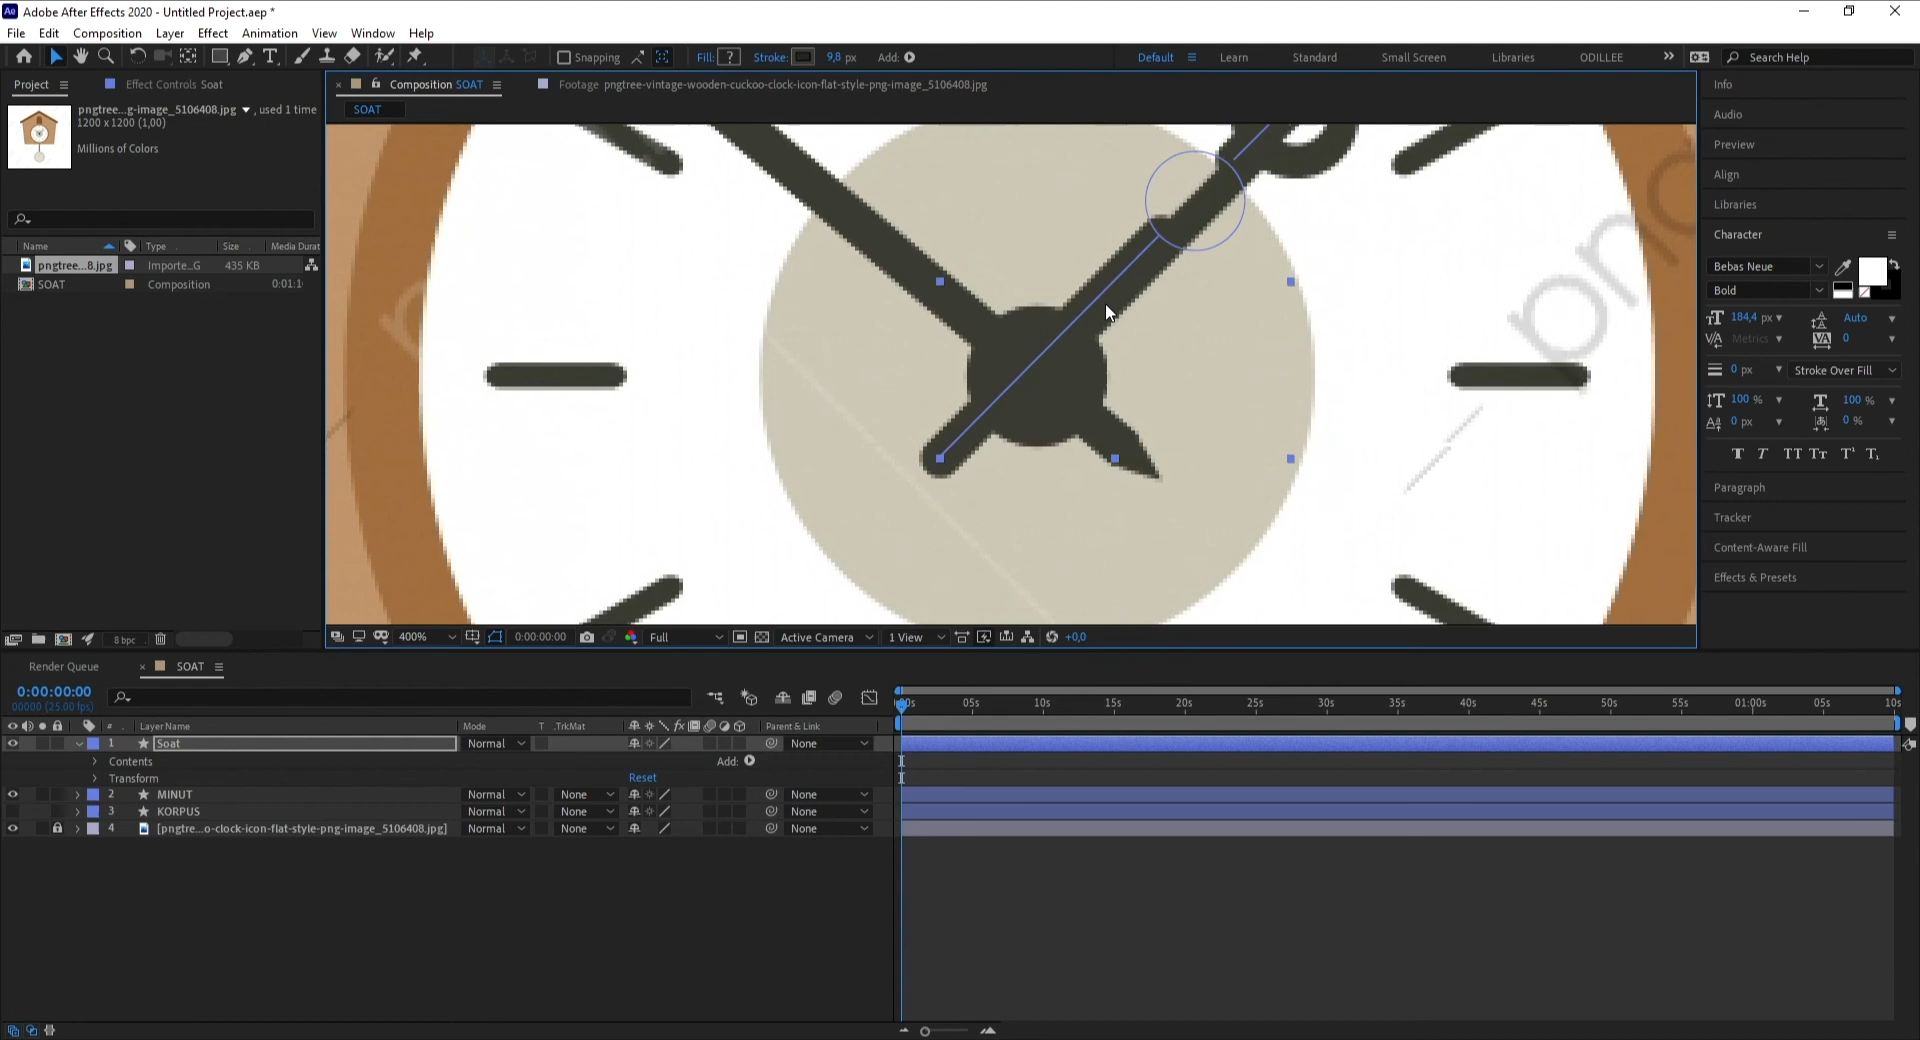 Ae Adobe After Effects 2020 - Untitled Project.aep *
File Edit Composition Layer Effect Animation View Window Help
Snapping Fill: ? Stroke: 9,8 px Add: Default Learn Standard Small Screen Libraries ODILLEE Search Help
Project Effect Controls Soat
Composition SOAT Footage pngtree-vintage-wooden-cuckoo-clock-icon-flat-style-png-image_5106408.jpg
SOAT
pngtree...g-image_5106408.jpg , used 1 time
1200 x 1200 (1,00)
Millions of Colors
Name Type Size Media Durat
pngtree...8.jpg Importe...G 435 KB
SOAT Composition 0:01:1
Info
Audio
Preview
Align
Libraries
Character
Bebas Neue
Bold
184,4 px Auto
Metrics 0
0 px Stroke Over Fill
100 % 100 %
0 px 0 %
T T TT Tt T¹ T₁
Paragraph
Tracker
Content-Aware Fill
Effects & Presets
8 bpc 400% 0:00:00:00 Full Active Camera 1 View +0,0
Render Queue SOAT
0:00:00:00
00000 (25.00 fps)
05s 10s 15s 20s 25s 30s 35s 40s 45s 50s 55s 01:00s 05s 10s
# Layer Name Mode T .TrkMat fx Parent & Link
1 Soat Normal None
Contents Add:
Transform Reset
2 MINUT Normal None None
3 KORPUS Normal None None
4 [pngtre...o-clock-icon-flat-style-png-image_5106408.jpg] Normal None None